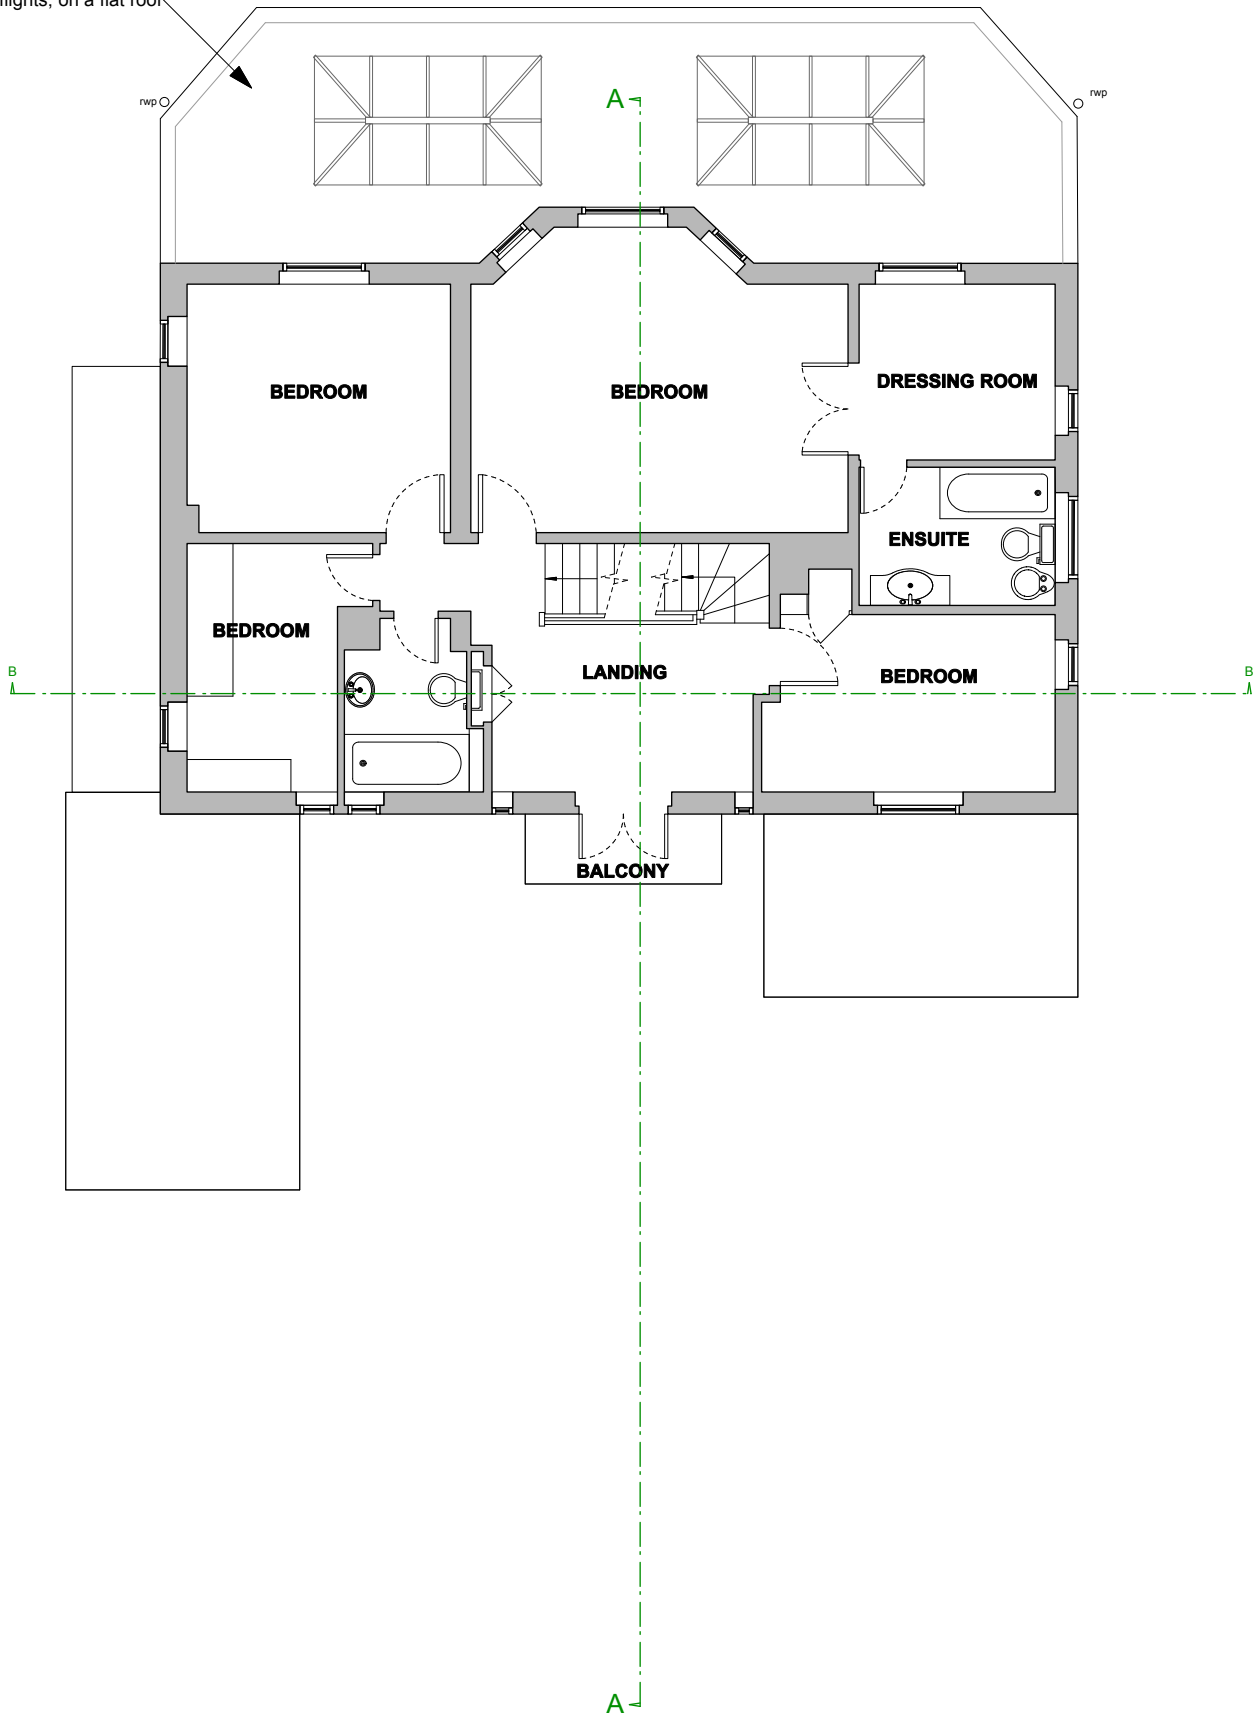 lights, on a flat roof
rwp
A
rwp
BEDROOM
BEDROOM
DRESSING ROOM
ENSUITE
BEDROOM
LANDING
BEDROOM
B
B
BALCONY
A